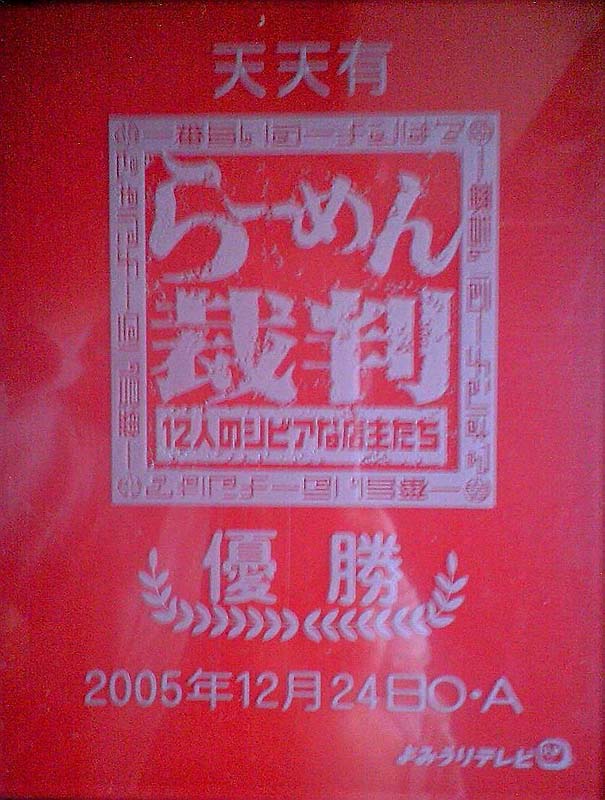 天天有
らーめん
裁判
12人のシビアな店主たち
優勝
2005年12月24日O・A
よみうりテレビ